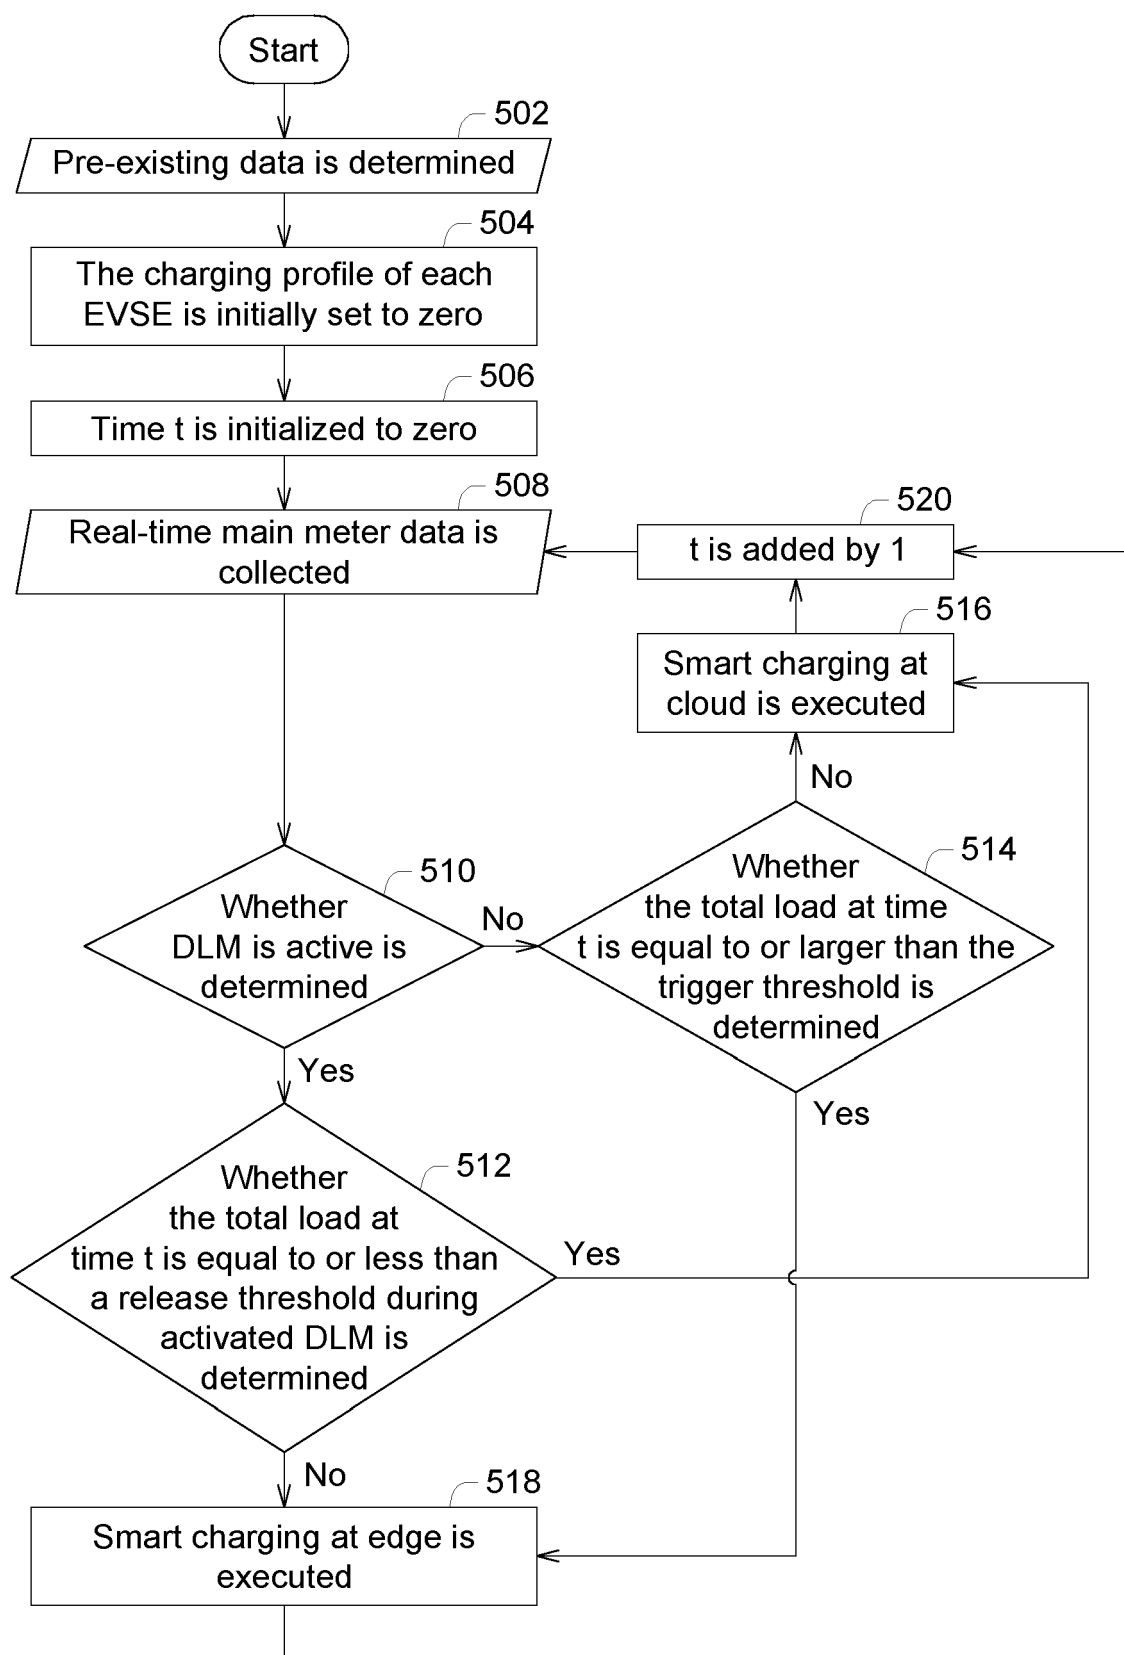 Start
502
Pre-existing data is determined
504
The charging profile of each
EVSE is initially set to zero
506
Time t is initialized to zero
508
Real-time main meter data is
collected
520
t is added by 1
516
Smart charging at
cloud is executed
No
510
Whether
DLM is active is
determined
No
514
Whether
the total load at time
t is equal to or larger than the
trigger threshold is
determined
Yes
Yes
512
Whether
the total load at
time t is equal to or less than
a release threshold during
activated DLM is
determined
Yes
No
518
Smart charging at edge is
executed